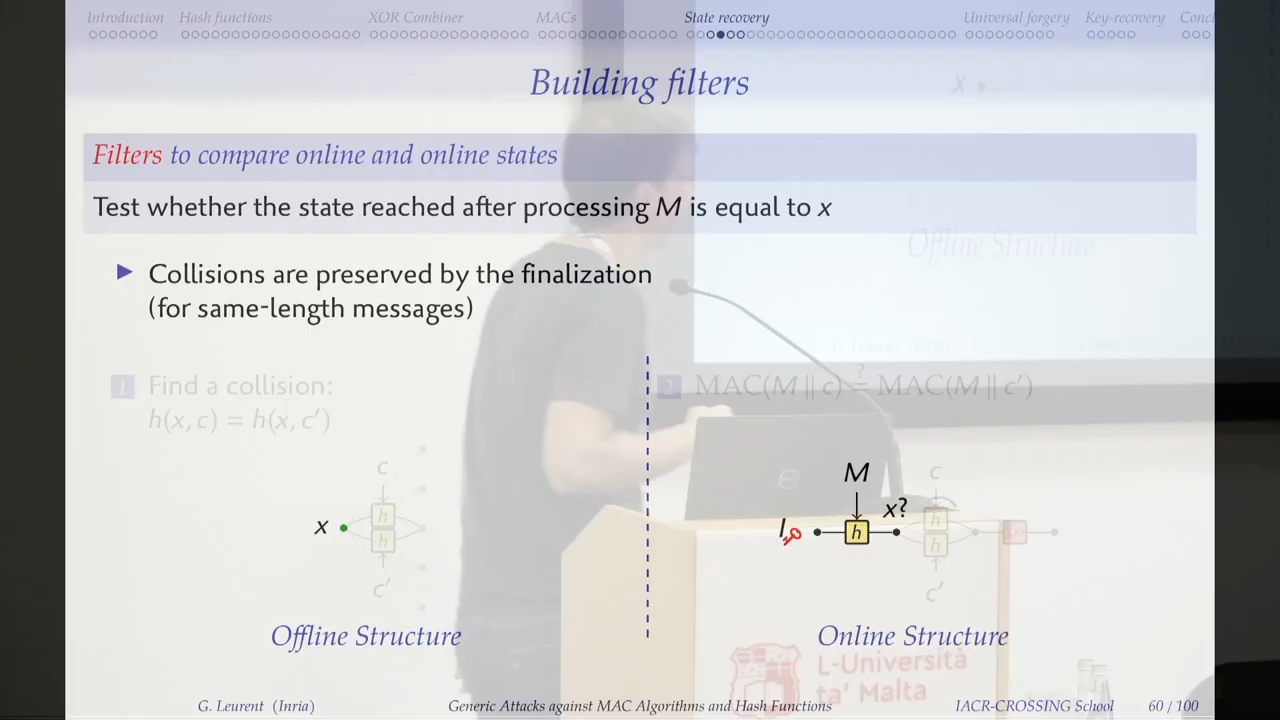 Introduction Hash functions XOR Combiner MACs State recovery Universal forgery Key-recovery Concl
Building filters
X
Filters to compare online and online states
Test whether the state reached after processing M is equal to x
Offline Structure
▶ Collisions are preserved by the finalization
(for same-length messages)
1 Find a collision:
h(x, c) = h(x, c′)
2 MAC(M ∥ c) ≟ MAC(M ∥ c′)
c
M
c
x?
x
h
h
I
h
h
h
c′
c′
Offline Structure
Online Structure
L-Università
ta' Malta
G. Leurent (Inria) Generic Attacks against MAC Algorithms and Hash Functions IACR-CROSSING School 60 / 100